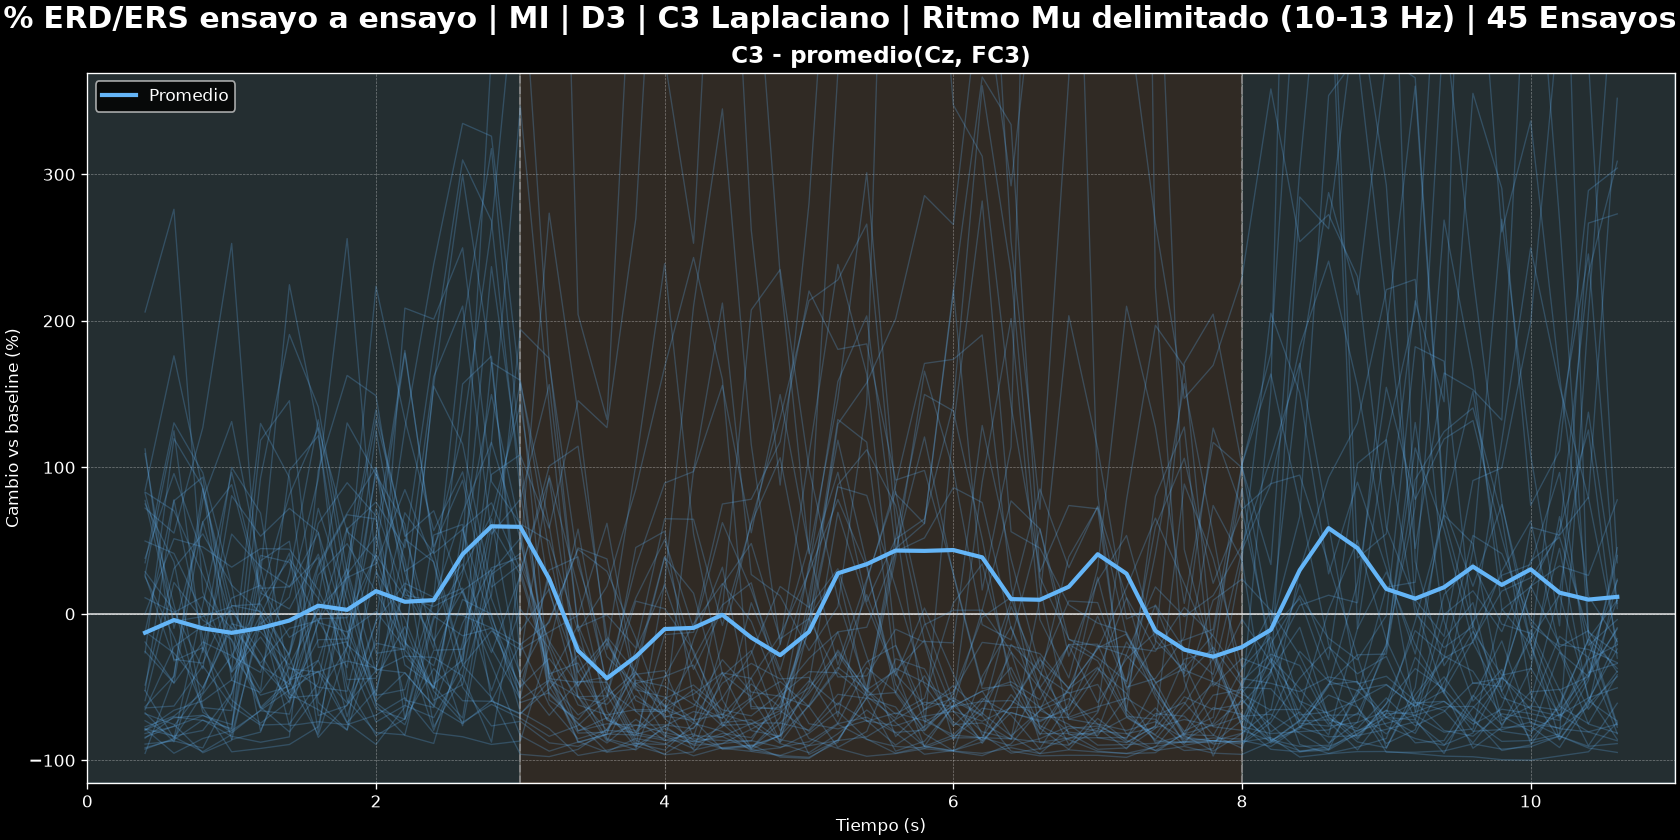 % ERD/ERS ensayo a ensayo | MI | D3 | C3 Laplaciano | Ritmo Mu delimitado (10-13 Hz) | 45 Ensayos
C3 - promedio(Cz, FC3)
Promedio
Cambio vs baseline (%)
300
200
100
0
−100
0 2 4 6 8 10
Tiempo (s)